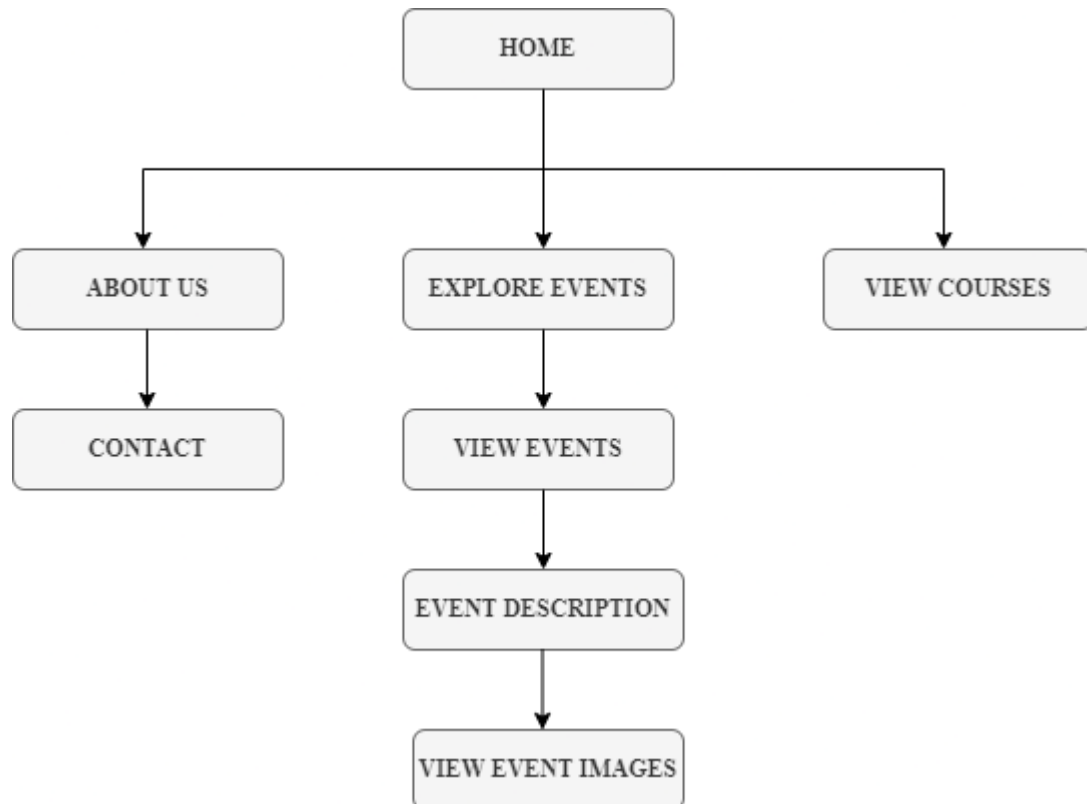 HOME
ABOUT US
EXPLORE EVENTS
VIEW COURSES
CONTACT
VIEW EVENTS
EVENT DESCRIPTION
VIEW EVENT IMAGES